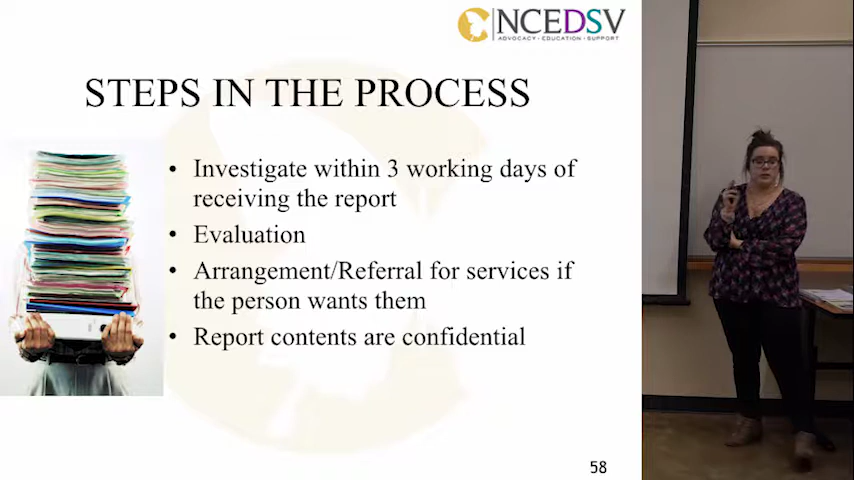 NCEDSV
ADVOCACY • EDUCATION • SUPPORT
STEPS IN THE PROCESS
• Investigate within 3 working days of
receiving the report
• Evaluation
• Arrangement/Referral for services if
the person wants them
• Report contents are confidential
58